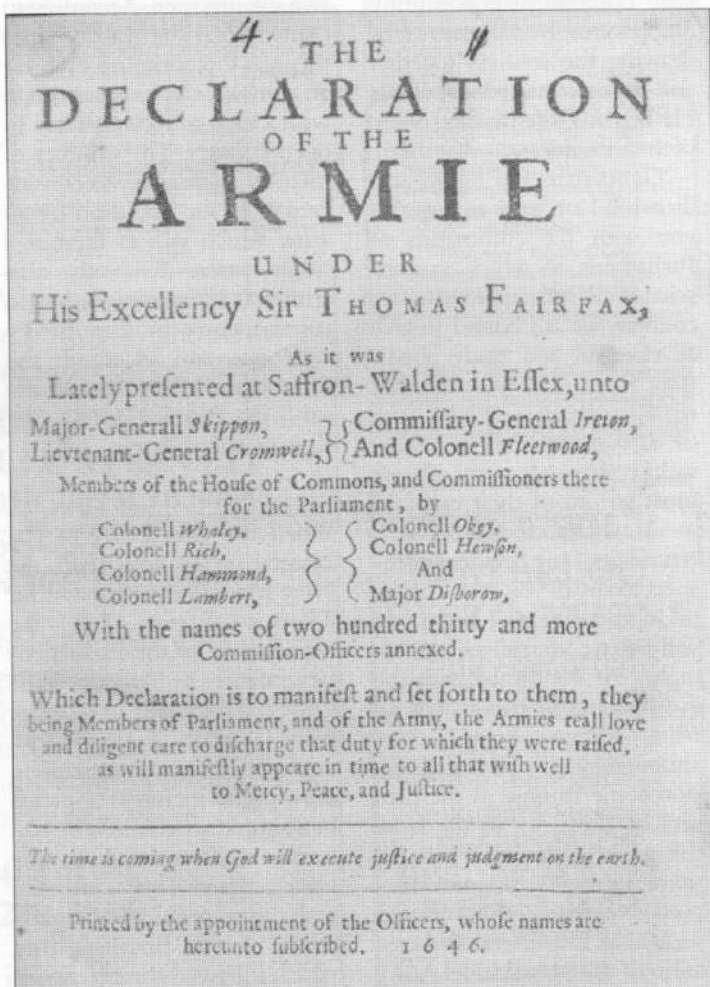 4.
THE
DECLARATION
OF THE
ARMIE
UNDER
His Excellency Sir THOMAS FAIRFAX,
As it was
Lately preſented at Saffron-Walden in Eſſex, unto
Major-Generall Skippon, Commiſſary-General Ireton,
Lievtenant-General Cromwell, And Colonell Fleetwood,
Members of the Houſe of Commons, and Commiſſioners there
for the Parliament, by
Colonell Whaley, Colonell Okey,
Colonell Rich, Colonell Hewſon,
Colonell Hammond, And
Colonell Lambert, Major Diſborow,
With the names of two hundred thirty and more
Commiſſion-Officers annexed.
Which Declaration is to manifeſt and ſet forth to them, they
being Members of Parliament, and of the Army, the Armies reall love
and diligent care to diſcharge that duty for which they were raiſed,
as will manifeſtly appeare in time to all that wiſh well
to Mercy, Peace, and Juſtice.
The time is coming when God will execute juſtice and judgment on the earth.
Printed by the appointment of the Officers, whoſe names are
hereunto ſubſcribed. 1646.